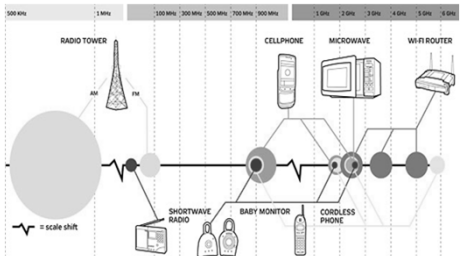 500 KHz 1 MHz 100 MHz 300 MHz 500 MHz 700 MHz 900 MHz 1 GHz 2 GHz 3 GHz 4 GHz 5 GHz 6 GHz
RADIO TOWER CELLPHONE MICROWAVE WI-FI ROUTER
AM FM
SHORTWAVE
RADIO
BABY MONITOR
CORDLESS
PHONE
= scale shift